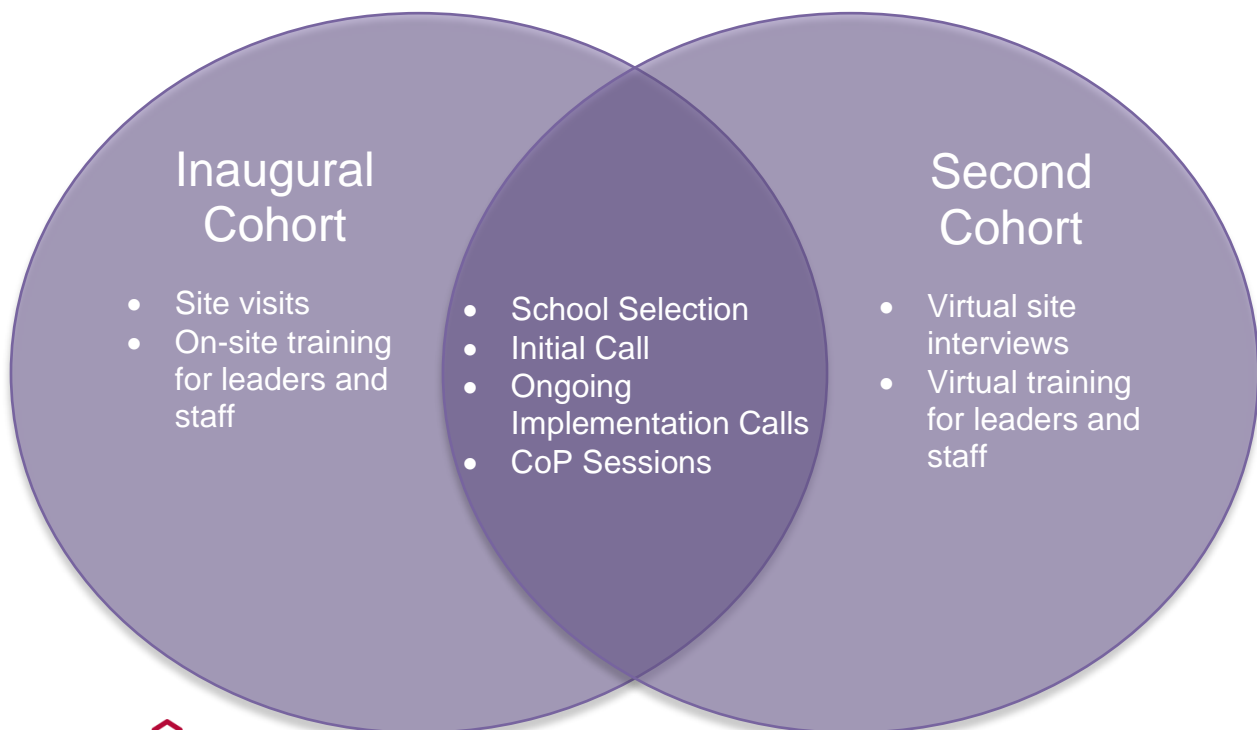 Inaugural
Cohort
• Site visits
• On-site training
for leaders and
staff
• School Selection
• Initial Call
• Ongoing
Implementation Calls
• CoP Sessions
Second
Cohort
• Virtual site
interviews
• Virtual training
for leaders and
staff